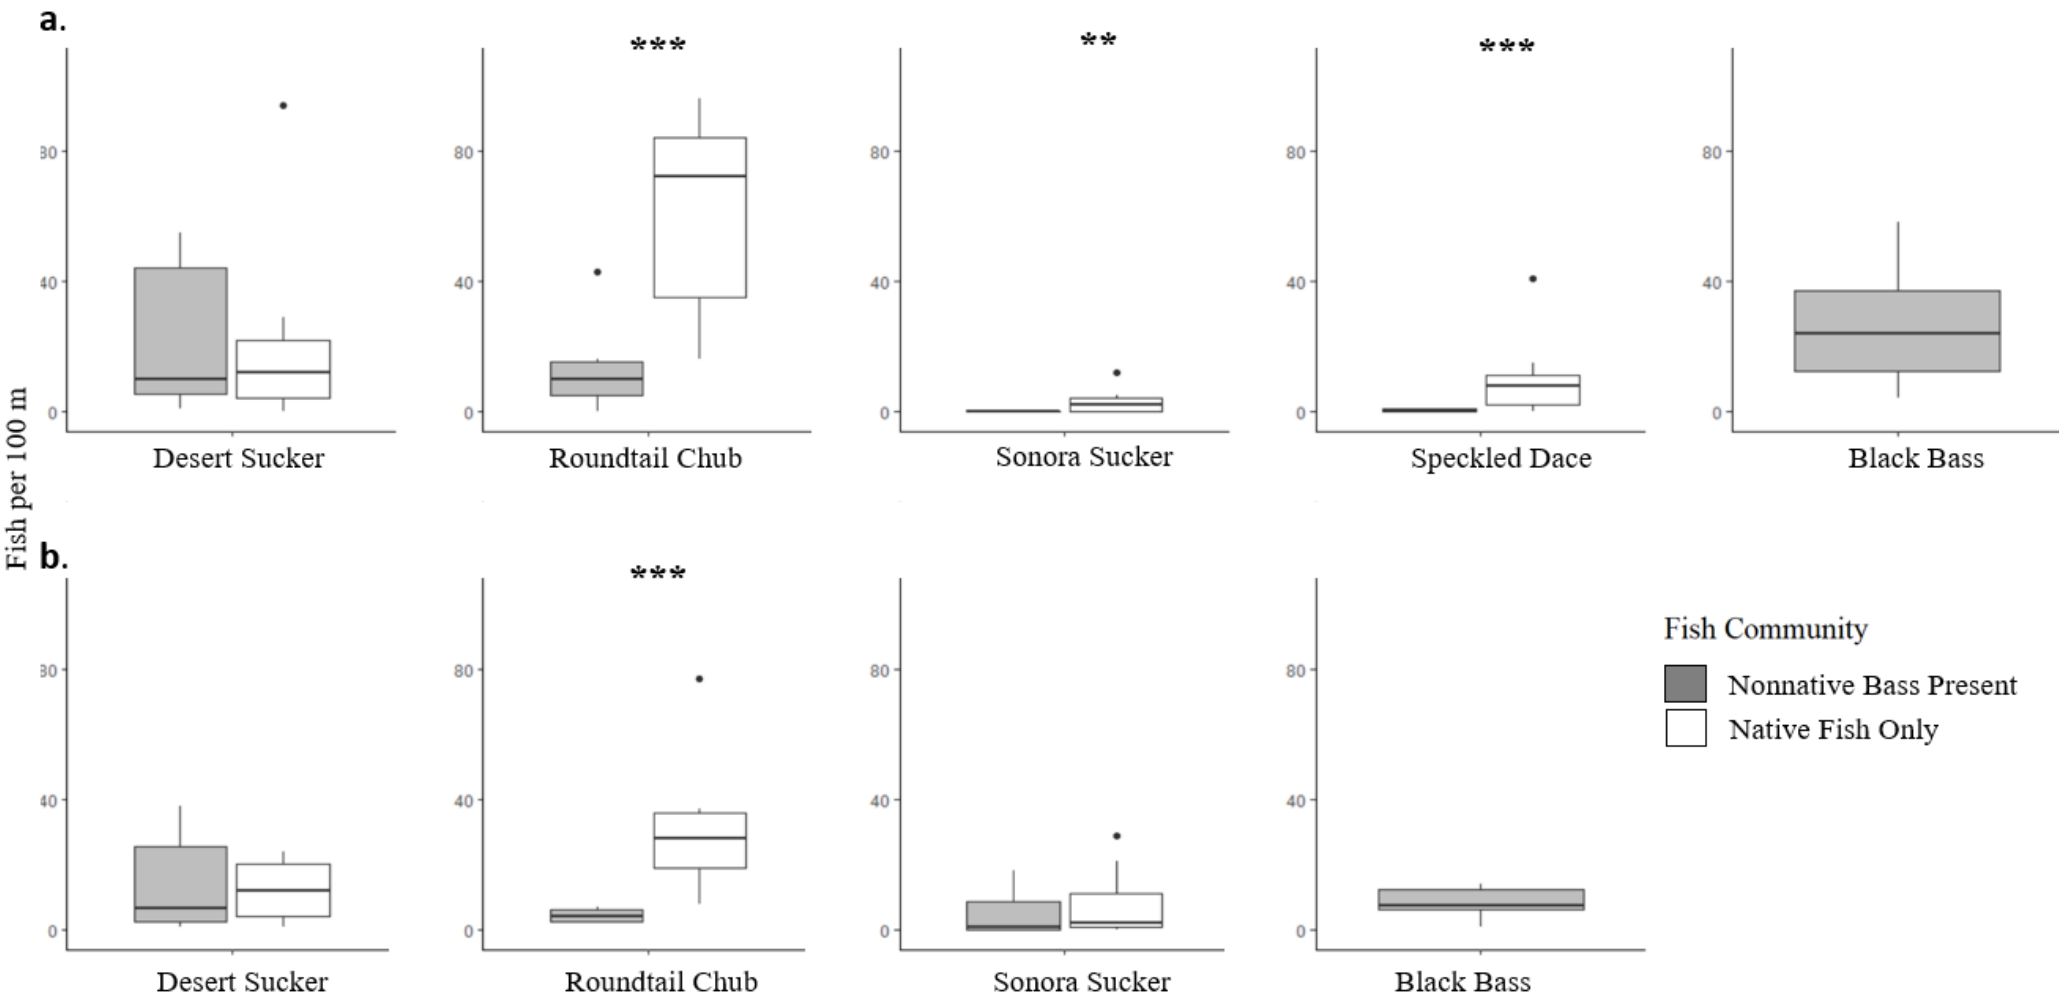 a.
*** ** ***
80 80 80 80 80
40 40 40 40 40
0 0 0 0 0
Desert Sucker Roundtail Chub Sonora Sucker Speckled Dace Black Bass
Fish per 100 m
b.
***
80 80 80 80
40 40 40 40
0 0 0 0
Desert Sucker Roundtail Chub Sonora Sucker Black Bass
Fish Community
Nonnative Bass Present
Native Fish Only